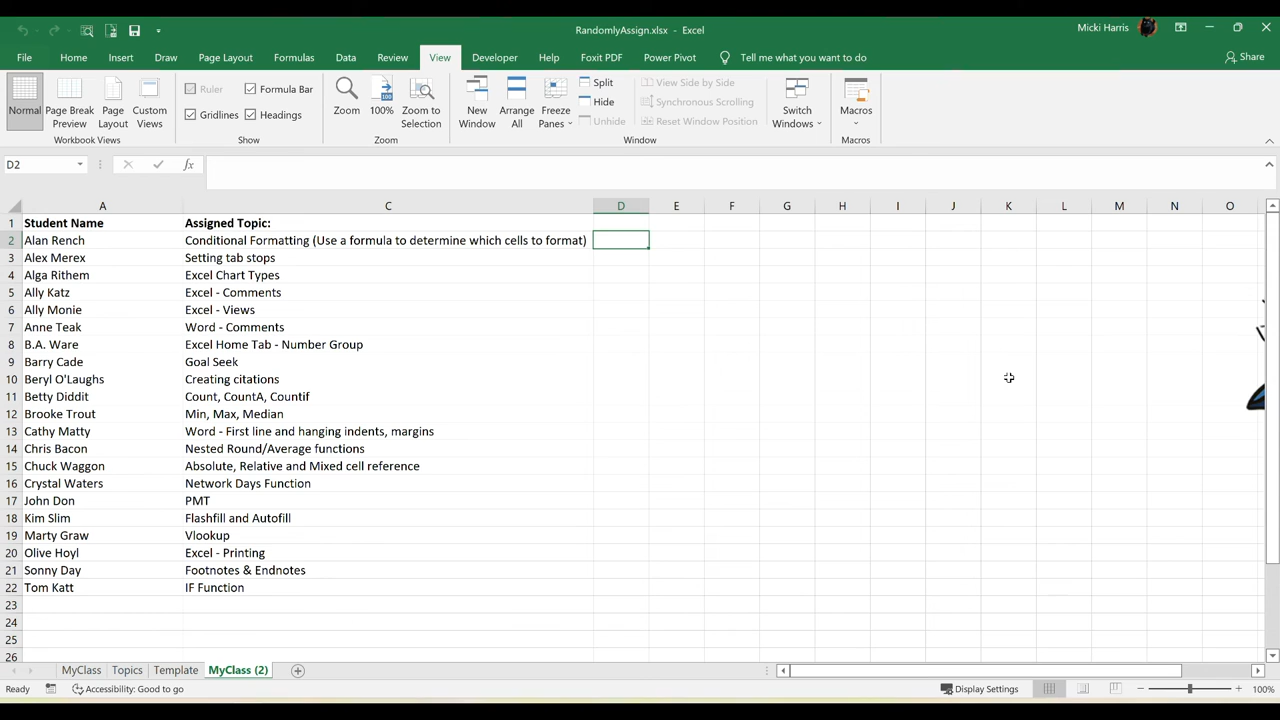 RandomlyAssign.xlsx - Excel
Micki Harris
File Home Insert Draw Page Layout Formulas Data Review View Developer Help Foxit PDF Power Pivot Tell me what you want to do Share
Normal
Page Break Preview
Page Layout
Custom Views
Workbook Views
Ruler
Formula Bar
Gridlines
Headings
Show
Zoom
100%
Zoom to Selection
Zoom
New Window
Arrange All
Freeze Panes
Split
Hide
Unhide
View Side by Side
Synchronous Scrolling
Reset Window Position
Window
Switch Windows
Macros
Macros
D2
fx
A C D E F G H I J K L M N O
1 Student Name Assigned Topic:
2 Alan Rench Conditional Formatting (Use a formula to determine which cells to format)
3 Alex Merex Setting tab stops
4 Alga Rithem Excel Chart Types
5 Ally Katz Excel - Comments
6 Ally Monie Excel - Views
7 Anne Teak Word - Comments
8 B.A. Ware Excel Home Tab - Number Group
9 Barry Cade Goal Seek
10 Beryl O'Laughs Creating citations
11 Betty Diddit Count, CountA, Countif
12 Brooke Trout Min, Max, Median
13 Cathy Matty Word - First line and hanging indents, margins
14 Chris Bacon Nested Round/Average functions
15 Chuck Waggon Absolute, Relative and Mixed cell reference
16 Crystal Waters Network Days Function
17 John Don PMT
18 Kim Slim Flashfill and Autofill
19 Marty Graw Vlookup
20 Olive Hoyl Excel - Printing
21 Sonny Day Footnotes & Endnotes
22 Tom Katt IF Function
23
24
25
26
MyClass Topics Template MyClass (2)
Ready Accessibility: Good to go Display Settings 100%